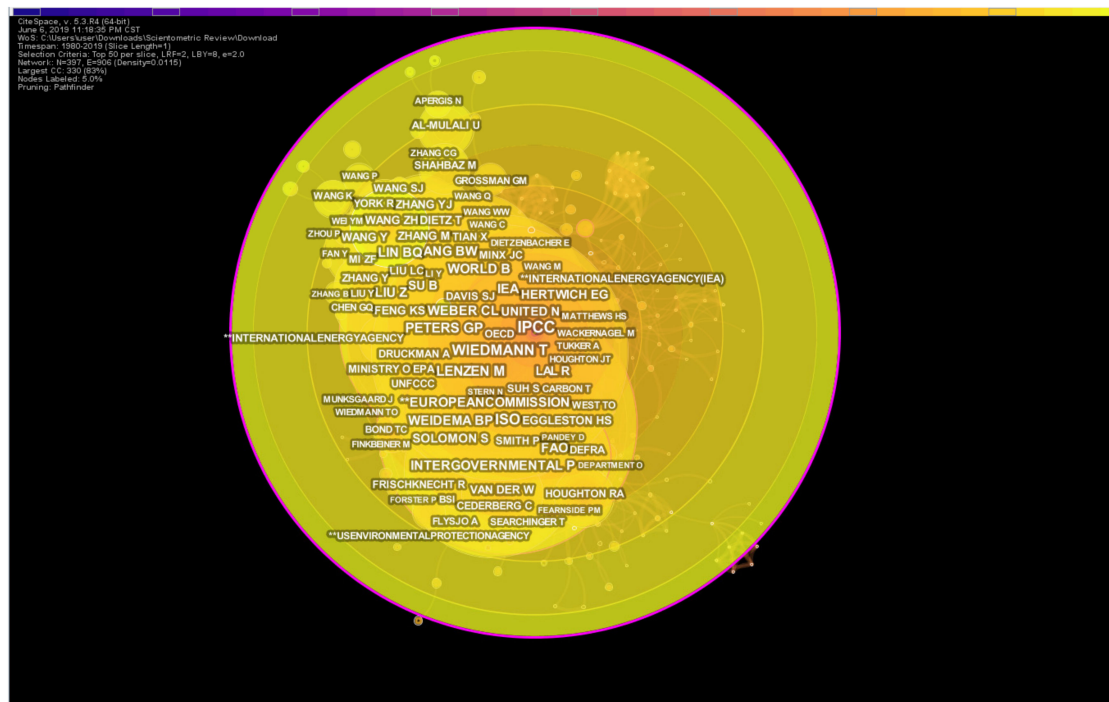 CiteSpace, v. 5.3.R4 (64-bit)
June 6, 2019 11:18:35 PM CST
WoS: C:\Users\user\Downloads\Scientometric Review\Download
Timespan: 1980-2019 (Slice Length=1)
Selection Criteria: Top 50 per slice, LRF=2, LBY=8, e=2.0
Network: N=397, E=906 (Density=0.0115)
Largest CC: 330 (83%)
Nodes Labeled: 5.0%
Pruning: Pathfinder
APERGIS N
AL-MULALI U
ZHANG CG
SHAHBAZ M
WANG P
GROSSMAN GM
WANG SJ
WANG K
WANG Q
YORK R
ZHANG YJ
WANG WW
WEI YM
WANG ZH
DIETZ T
WANG C
ZHOU P
WANG Y
ZHANG M
TIAN X
DIETZENBACHER E
FAN Y
MI ZF
LIN BQ
ANG BW
MINX JC
ZHANG Y
LIU LC
LI Y
WORLD B
WANG M
**INTERNATIONALENERGYAGENCY(IEA)
ZHANG B
LIU Y
LIU Z
SU B
DAVIS SJ
IEA
HERTWICH EG
CHEN GQ
FENG KS
WEBER CL
UNITED N
MATTHEWS HS
PETERS GP
OECD
IPCC
WACKERNAGEL M
**INTERNATIONALENERGYAGENCY
TUKKER A
DRUCKMAN A
WIEDMANN T
HOUGHTON JT
MINISTRY O
EPA
LENZEN M
LAL R
UNFCCC
STERN N
SUH S
CARBON T
MUNKSGAARD J
**EUROPEANCOMMISSION
WEST TO
WIEDMANN TO
WEIDEMA BP
ISO
EGGLESTON HS
BOND TC
SOLOMON S
SMITH P
PANDEY D
FINKBEINER M
FAO
DEFRA
INTERGOVERNMENTAL P
DEPARTMENT O
FRISCHKNECHT R
VAN DER W
HOUGHTON RA
FORSTER P
BSI
CEDERBERG C
FEARNSIDE PM
FLYSJO A
SEARCHINGER T
**USENVIRONMENTALPROTECTIONAGENCY